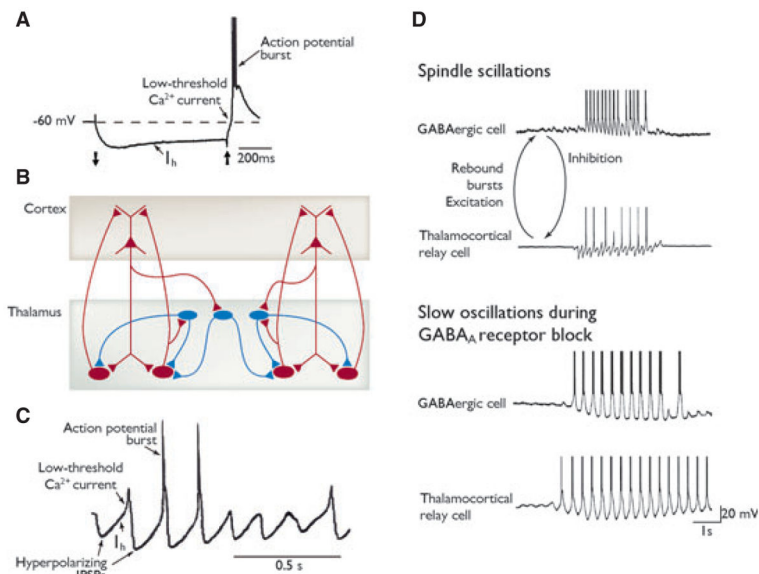 A
Action potential
burst
Low-threshold
Ca2+ current
-60 mV
Ih
200ms
B
Cortex
Thalamus
C
Action potential
burst
Low-threshold
Ca2+ current
Ih
Hyperpolarizing
IPSPs
0.5 s
D
Spindle scillations
GABAergic cell
Inhibition
Rebound
bursts
Excitation
Thalamocortical
relay cell
Slow oscillations during
GABAA receptor block
GABAergic cell
Thalamocortical
relay cell
20 mV
1s